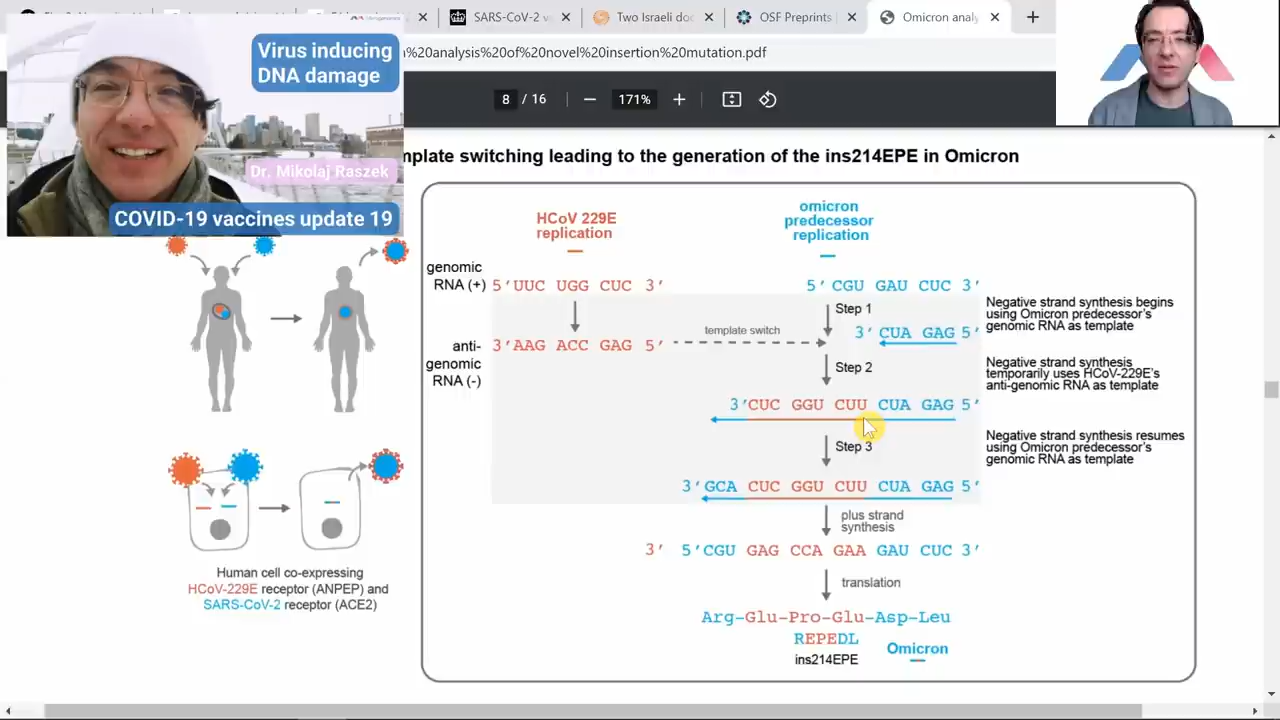 SARS-CoV-2
Two Israeli doc
OSF Preprints
Omicron analy
%20analysis%20of%20novel%20insertion%20mutation.pdf
8 / 16
171%
Virus inducing
DNA damage
Dr. Mikolaj Raszek
COVID-19 vaccines update 19
mplate switching leading to the generation of the ins214EPE in Omicron
HCoV 229E
replication
omicron
predecessor
replication
genomic
RNA (+)
5′UUC UGG CUC 3′
5′ CGU GAU CUC 3′
Step 1
3′ CUA GAG 5′
Negative strand synthesis begins
using Omicron predecessor's
genomic RNA as template
template switch
anti-
genomic
RNA (-)
3′AAG ACC GAG 5′
Step 2
Negative strand synthesis
temporarily uses HCoV-229E's
anti-genomic RNA as template
3′CUC GGU CUU CUA GAG 5′
Step 3
Negative strand synthesis resumes
using Omicron predecessor's
genomic RNA as template
3′GCA CUC GGU CUU CUA GAG 5′
plus strand
synthesis
3′ 5′CGU GAG CCA GAA GAU CUC 3′
translation
Arg-Glu-Pro-Glu-Asp-Leu
REPEDL
ins214EPE
Omicron
Human cell co-expressing
HCoV-229E receptor (ANPEP) and
SARS-CoV-2 receptor (ACE2)